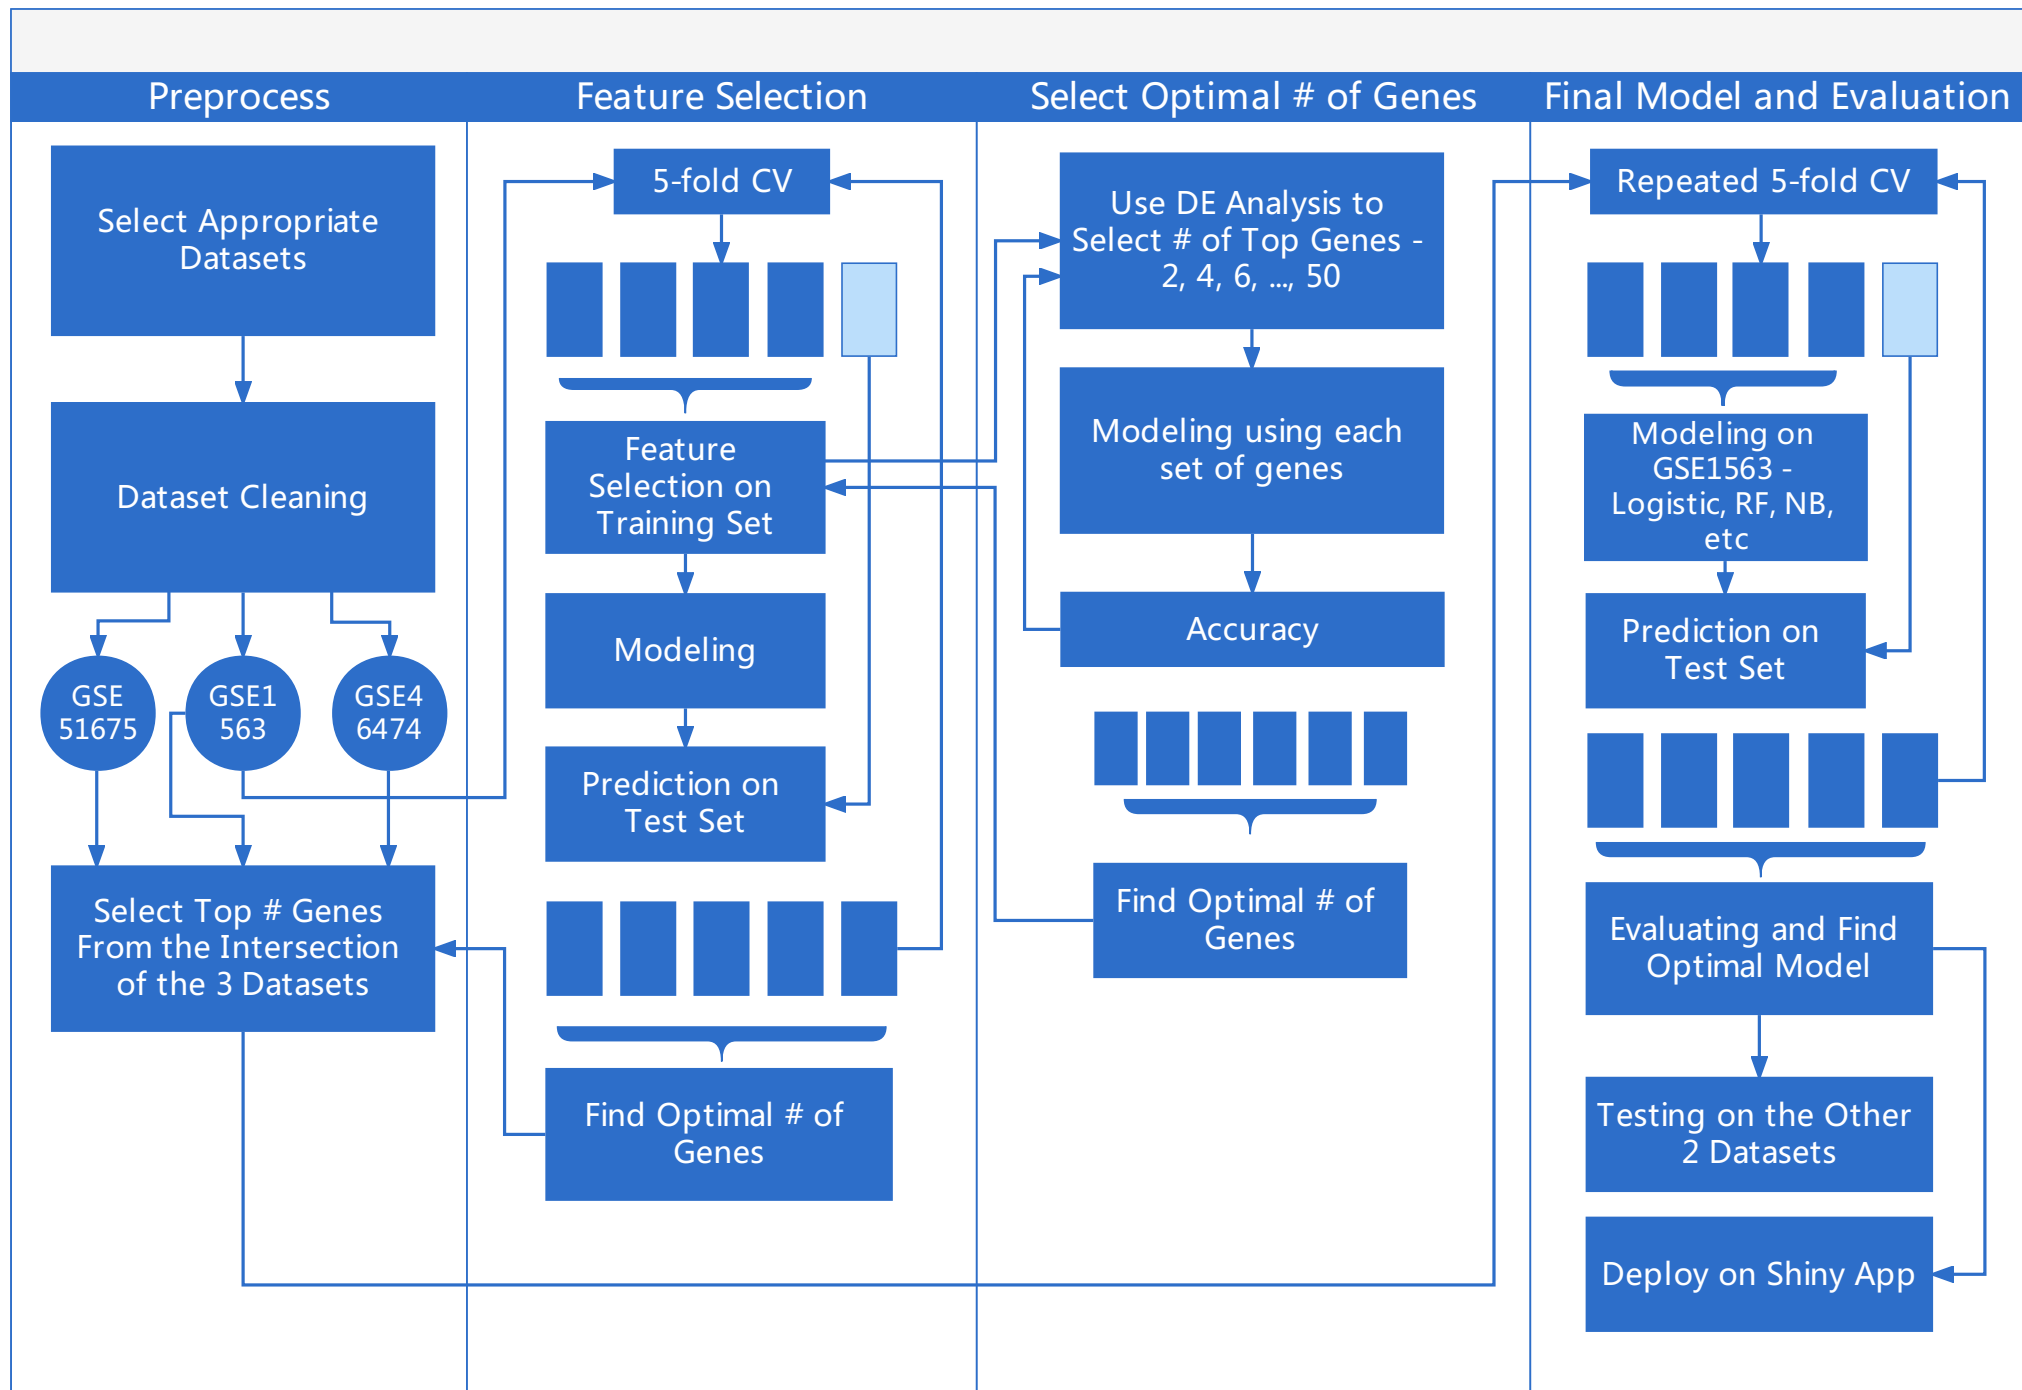 Preprocess
Feature Selection
Select Optimal # of Genes
Final Model and Evaluation
Select Appropriate
Datasets
Dataset Cleaning
GSE
51675
GSE1
563
GSE4
6474
Select Top # Genes
From the Intersection
of the 3 Datasets
5-fold CV
Feature
Selection on
Training Set
Modeling
Prediction on
Test Set
Find Optimal # of
Genes
Use DE Analysis to
Select # of Top Genes -
2, 4, 6, ..., 50
Modeling using each
set of genes
Accuracy
Find Optimal # of
Genes
Repeated 5-fold CV
Modeling on
GSE1563 -
Logistic, RF, NB,
etc
Prediction on
Test Set
Evaluating and Find
Optimal Model
Testing on the Other
2 Datasets
Deploy on Shiny App